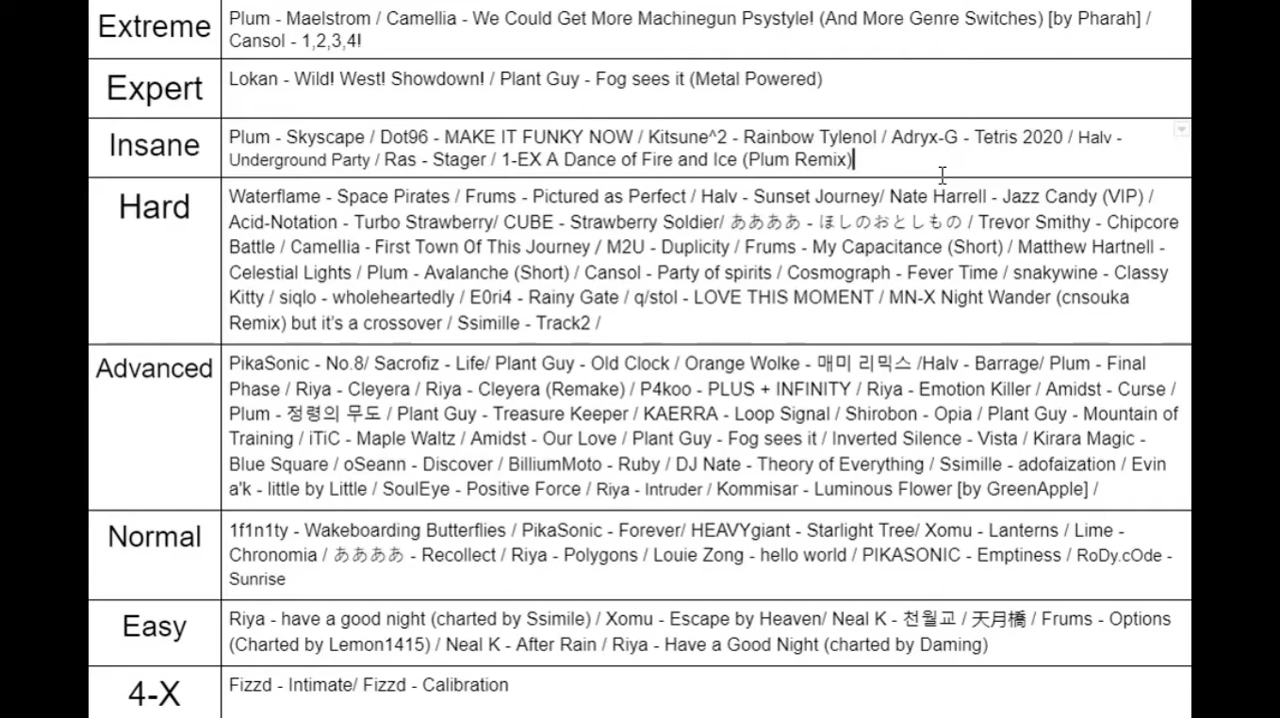 Extreme
Plum - Maelstrom / Camellia - We Could Get More Machinegun Psystyle! (And More Genre Switches) [by Pharah] /
Cansol - 1,2,3,4!
Expert
Lokan - Wild! West! Showdown! / Plant Guy - Fog sees it (Metal Powered)
Insane
Plum - Skyscape / Dot96 - MAKE IT FUNKY NOW / Kitsune^2 - Rainbow Tylenol / Adryx-G - Tetris 2020 / Halv -
Underground Party / Ras - Stager / 1-EX A Dance of Fire and Ice (Plum Remix)
Hard
Waterflame - Space Pirates / Frums - Pictured as Perfect / Halv - Sunset Journey/ Nate Harrell - Jazz Candy (VIP) /
Acid-Notation - Turbo Strawberry/ CUBE - Strawberry Soldier/ ああああ - ほしのおとしもの / Trevor Smithy - Chipcore
Battle / Camellia - First Town Of This Journey / M2U - Duplicity / Frums - My Capacitance (Short) / Matthew Hartnell -
Celestial Lights / Plum - Avalanche (Short) / Cansol - Party of spirits / Cosmograph - Fever Time / snakywine - Classy
Kitty / siqlo - wholeheartedly / E0ri4 - Rainy Gate / q/stol - LOVE THIS MOMENT / MN-X Night Wander (cnsouka
Remix) but it's a crossover / Ssimille - Track2 /
Advanced
PikaSonic - No.8/ Sacrofiz - Life/ Plant Guy - Old Clock / Orange Wolke - 매미 리믹스 /Halv - Barrage/ Plum - Final
Phase / Riya - Cleyera / Riya - Cleyera (Remake) / P4koo - PLUS + INFINITY / Riya - Emotion Killer / Amidst - Curse /
Plum - 정령의 무도 / Plant Guy - Treasure Keeper / KAERRA - Loop Signal / Shirobon - Opia / Plant Guy - Mountain of
Training / iTiC - Maple Waltz / Amidst - Our Love / Plant Guy - Fog sees it / Inverted Silence - Vista / Kirara Magic -
Blue Square / oSeann - Discover / BilliumMoto - Ruby / DJ Nate - Theory of Everything / Ssimille - adofaization / Evin
a'k - little by Little / SoulEye - Positive Force / Riya - Intruder / Kommisar - Luminous Flower [by GreenApple] /
Normal
1f1n1ty - Wakeboarding Butterflies / PikaSonic - Forever/ HEAVYgiant - Starlight Tree/ Xomu - Lanterns / Lime -
Chronomia / ああああ - Recollect / Riya - Polygons / Louie Zong - hello world / PIKASONIC - Emptiness / RoDy.cOde -
Sunrise
Easy
Riya - have a good night (charted by Ssimile) / Xomu - Escape by Heaven/ Neal K - 천월교 / 天月橋 / Frums - Options
(Charted by Lemon1415) / Neal K - After Rain / Riya - Have a Good Night (charted by Daming)
4-X
Fizzd - Intimate/ Fizzd - Calibration